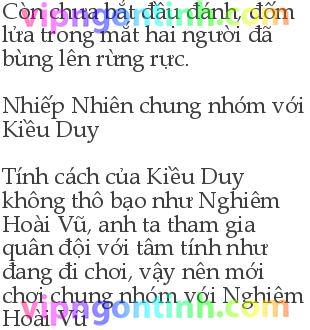 Còn chưa bắt đầu đánh, đốm
lửa trong mắt hai người đã
bùng lên rừng rực.
Nhiếp Nhiên chung nhóm với
Kiều Duy
Tính cách của Kiều Duy
không thô bạo như Nghiêm
Hoài Vũ, anh ta tham gia
quân đội với tâm tính như
đang đi chơi, vậy nên mới
chơi chung nhóm với Nghiêm
Hoài Vũ
vipngontinh.com
vipngontinh.com